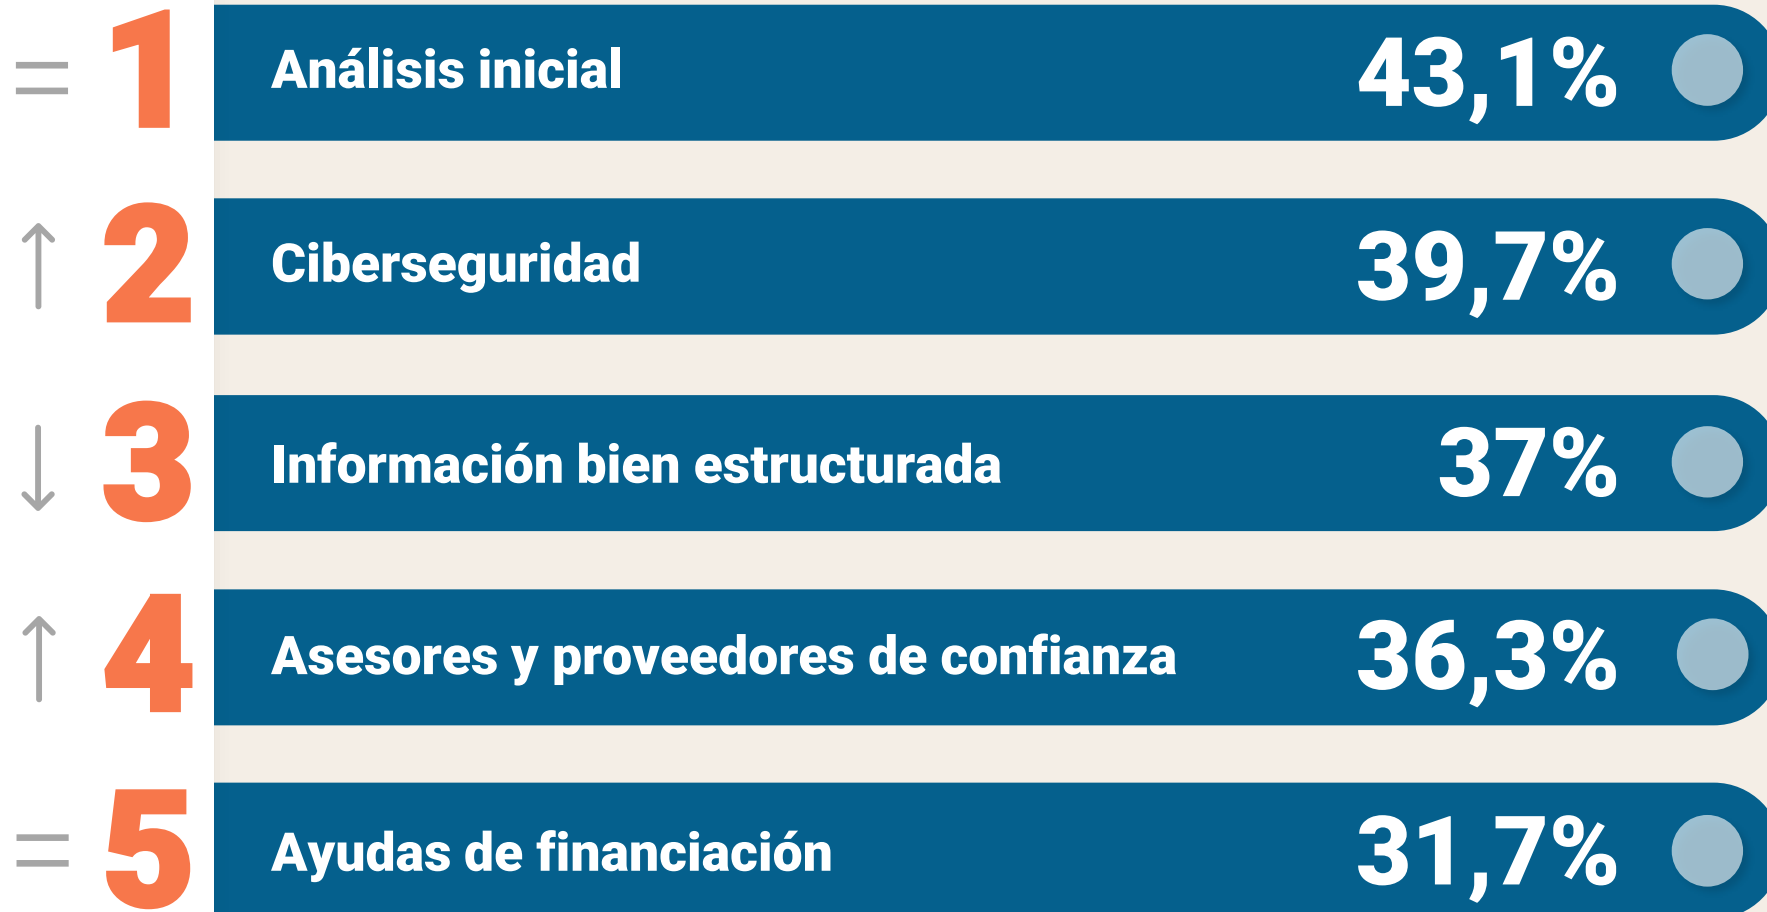 = 1 Análisis inicial 43,1%
↑ 2 Ciberseguridad 39,7%
↓ 3 Información bien estructurada 37%
↑ 4 Asesores y proveedores de confianza 36,3%
= 5 Ayudas de financiación 31,7%